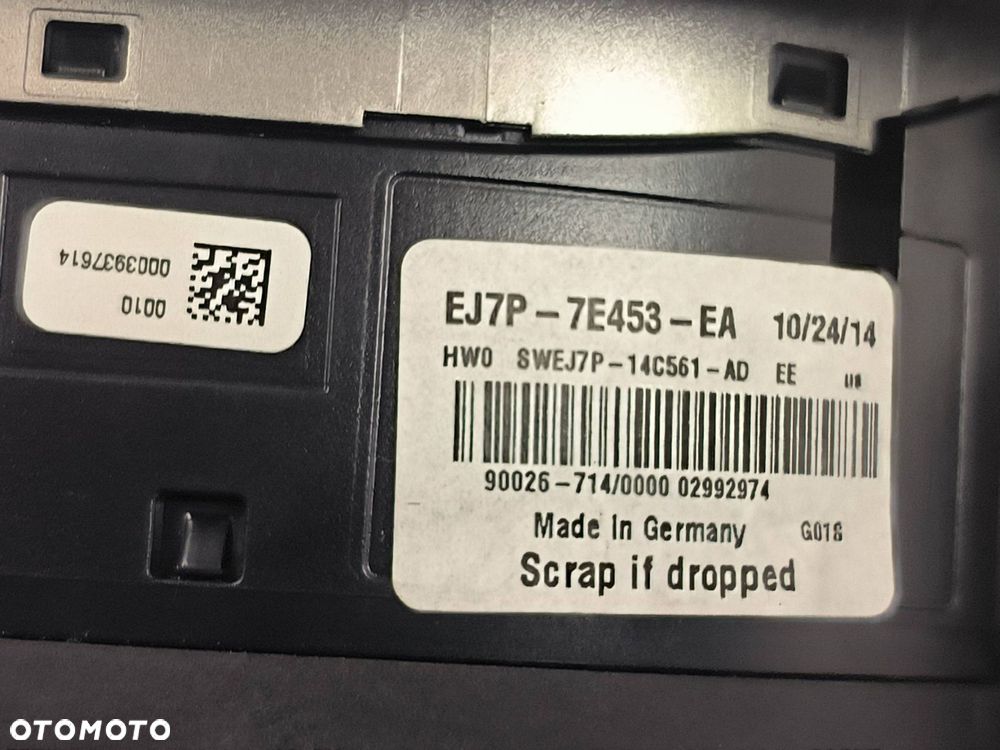 0003937614
0010
EJ7P-7E453-EA 10/24/14
HW0 SWEJ7P-14C561-AD EE
90026-714/0000 02992974
Made In Germany G018
Scrap if dropped
OTOMOTO